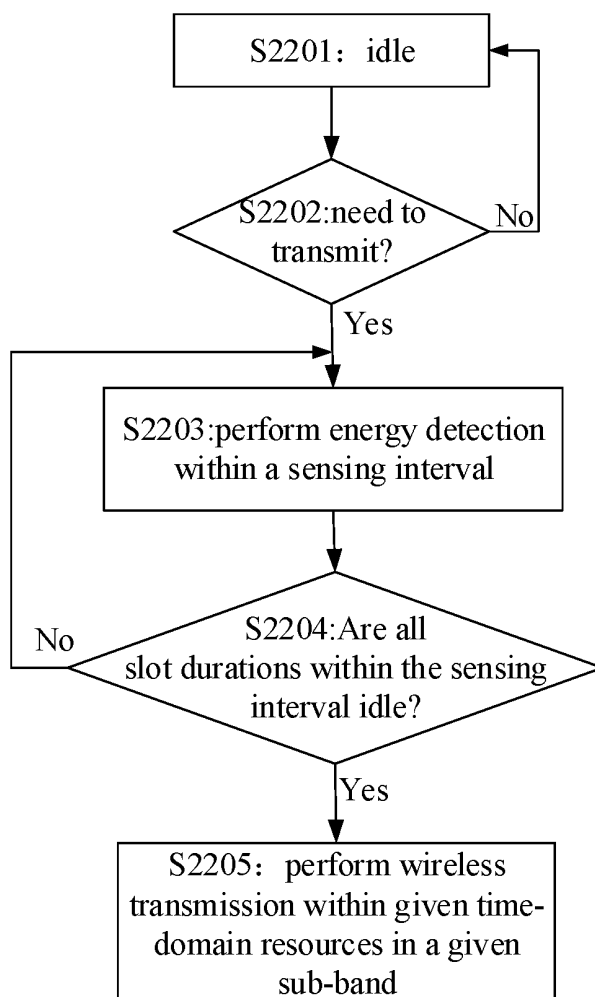 S2201：idle
S2202:need to
transmit?
No
Yes
S2203:perform energy detection
within a sensing interval
S2204:Are all
slot durations within the sensing
interval idle?
No
Yes
S2205：perform wireless
transmission within given time-
domain resources in a given
sub-band